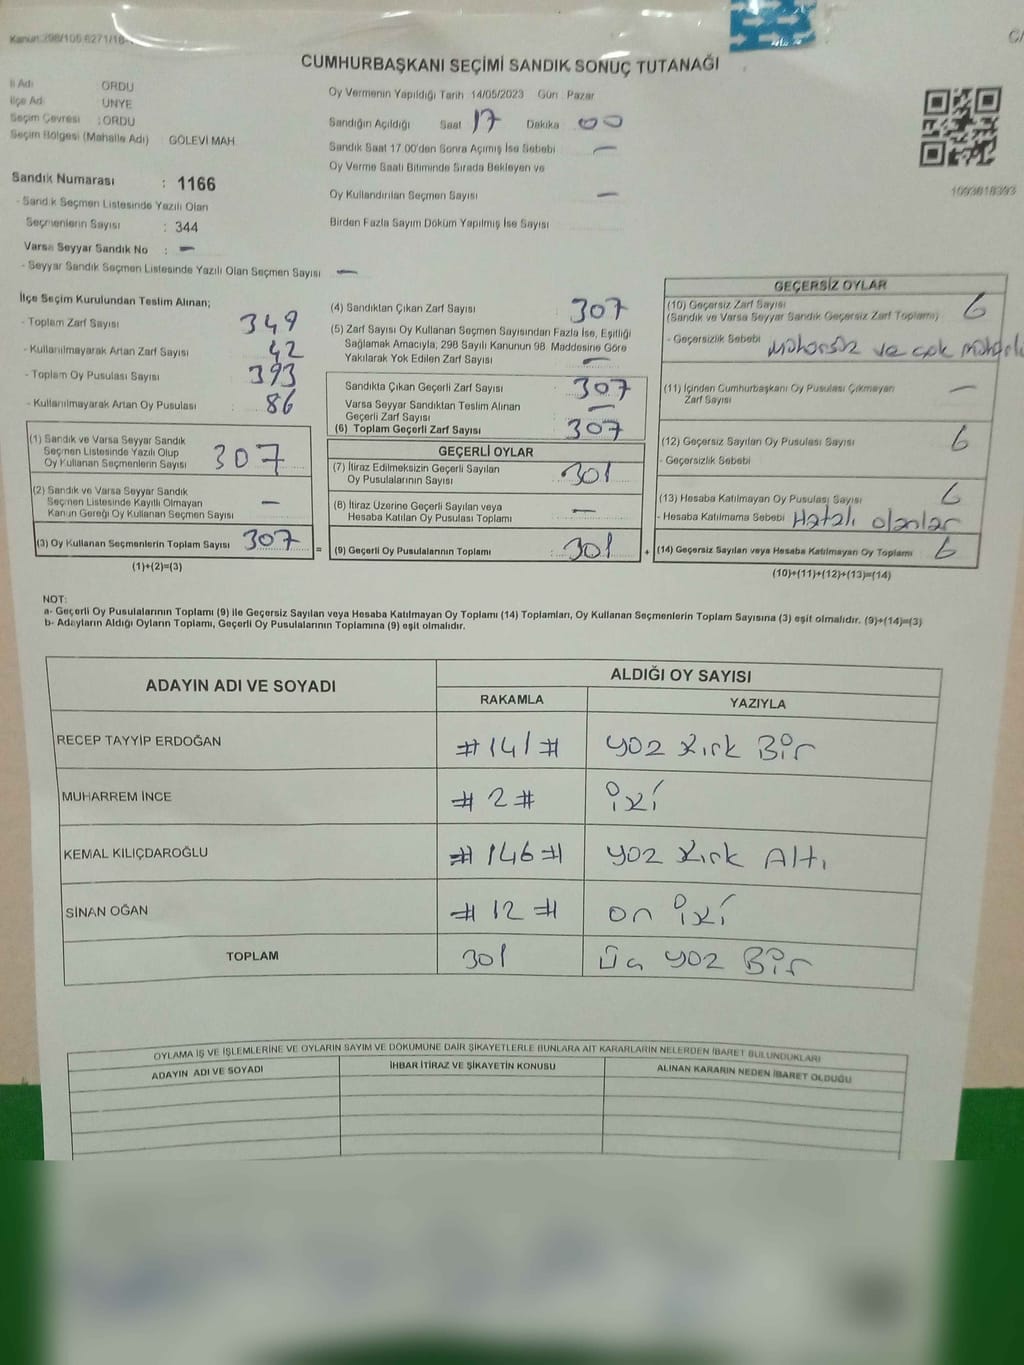 CUMHURBAŞKANI SEÇİMİ SANDIK SONUÇ TUTANAĞI
İl Adı ORDU
İlçe Ad ÜNYE
Seçim Çevresi : ORDU
Seçim Bölgesi (Mahalle Adı) : GÖLEVİ MAH.
Sandık Numarası : 1166
- Sandık Seçmen Listesinde Yazılı Olan
Seçmenlerin Sayısı : 344
Varsa Seyyar Sandık No : —
- Seyyar Sandık Seçmen Listesinde Yazılı Olan Seçmen Sayısı —
Oy Vermenin Yapıldığı Tarih 14/05/2023 Gün : Pazar
Sandığın Açıldığı Saat 17 Dakika 00
Sandık Saat 17.00'den Sonra Açılmış İse Sebebi —
Oy Verme Saati Bitiminde Sırada Bekleyen ve
Oy Kullandırılan Seçmen Sayısı —
Birden Fazla Sayım Döküm Yapılmış İse Sayısı
1093618393
İlçe Seçim Kurulundan Teslim Alınan;
- Toplam Zarf Sayısı 349
- Kullanılmayarak Artan Zarf Sayısı 42
- Toplam Oy Pusulası Sayısı 393
- Kullanılmayarak Artan Oy Pusulası 86
(1) Sandık ve Varsa Seyyar Sandık
Seçmen Listesinde Yazılı Olup
Oy Kullanan Seçmenlerin Sayısı 307
(2) Sandık ve Varsa Seyyar Sandık
Seçmen Listesinde Kayıtlı Olmayan
Kanun Gereği Oy Kullanan Seçmen Sayısı —
(3) Oy Kullanan Seçmenlerin Toplam Sayısı 307
(1)+(2)=(3)
(4) Sandıktan Çıkan Zarf Sayısı 307
(5) Zarf Sayısı Oy Kullanan Seçmen Sayısından Fazla İse, Eşitliği
Sağlamak Amacıyla, 298 Sayılı Kanunun 98. Maddesine Göre
Yakılarak Yok Edilen Zarf Sayısı —
Sandıkta Çıkan Geçerli Zarf Sayısı 307
Varsa Seyyar Sandıktan Teslim Alınan
Geçerli Zarf Sayısı —
(6) Toplam Geçerli Zarf Sayısı 307
GEÇERLİ OYLAR
(7) İtiraz Edilmeksizin Geçerli Sayılan
Oy Pusulalarının Sayısı 301
(8) İtiraz Üzerine Geçerli Sayılan veya
Hesaba Katılan Oy Pusulası Toplamı —
= (9) Geçerli Oy Pusulalarının Toplamı : 301
GEÇERSİZ OYLAR
(10) Geçersiz Zarf Sayısı 6
(Sandık ve Varsa Seyyar Sandık Geçersiz Zarf Toplamı)
- Geçersizlik Sebebi Mühürsüz ve çok
(11) İçinden Cumhurbaşkanı Oy Pusulası Çıkmayan
Zarf Sayısı —
(12) Geçersiz Sayılan Oy Pusulası Sayısı 6
- Geçersizlik Sebebi
(13) Hesaba Katılmayan Oy Pusulası Sayısı 6
- Hesaba Katılmama Sebebi Hatalı olanlar
+ (14) Geçersiz Sayılan veya Hesaba Katılmayan Oy Toplamı 6
(10)+(11)+(12)+(13)=(14)
NOT:
a- Geçerli Oy Pusulalarının Toplamı (9) ile Geçersiz Sayılan veya Hesaba Katılmayan Oy Toplamı (14) Toplamları, Oy Kullanan Seçmenlerin Toplam Sayısına (3) eşit olmalıdır. (9)+(14)=(3)
b- Adayların Aldığı Oyların Toplamı, Geçerli Oy Pusulalarının Toplamına (9) eşit olmalıdır.
ADAYIN ADI VE SOYADI ALDIĞI OY SAYISI
RAKAMLA YAZIYLA
RECEP TAYYİP ERDOĞAN #141# yüz kırk Bir
MUHARREM İNCE #2# iki
KEMAL KILIÇDAROĞLU #146# yüz kırk Altı
SİNAN OĞAN #12# on iki
TOPLAM 301 üç yüz Bir
OYLAMA İŞ VE İŞLEMLERİNE VE OYLARIN SAYIM VE DÖKÜMÜNE DAİR ŞİKAYETLERLE BUNLARA AİT KARARLARIN NELERDEN İBARET BULUNDUKLARI
ADAYIN ADI VE SOYADI İHBAR İTİRAZ VE ŞİKAYETİN KONUSU ALINAN KARARIN NEDEN İBARET OLDUĞU